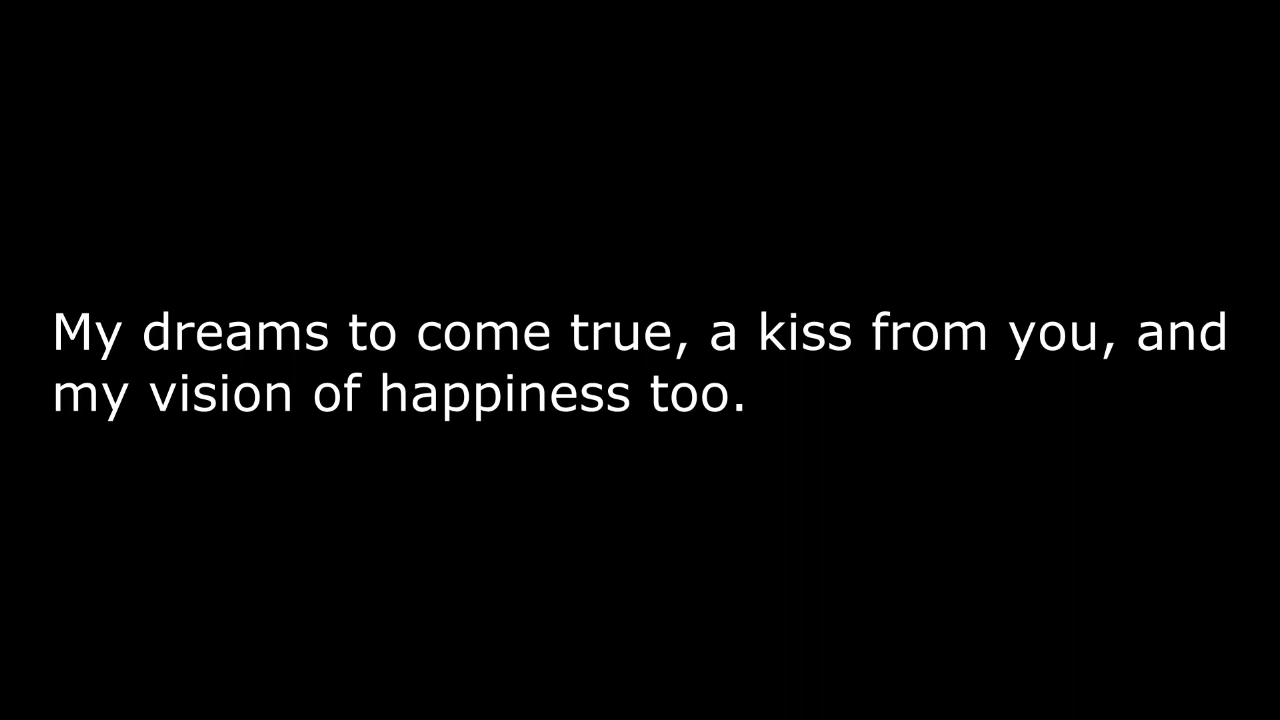 My dreams to come true, a kiss from you, and
my vision of happiness too.